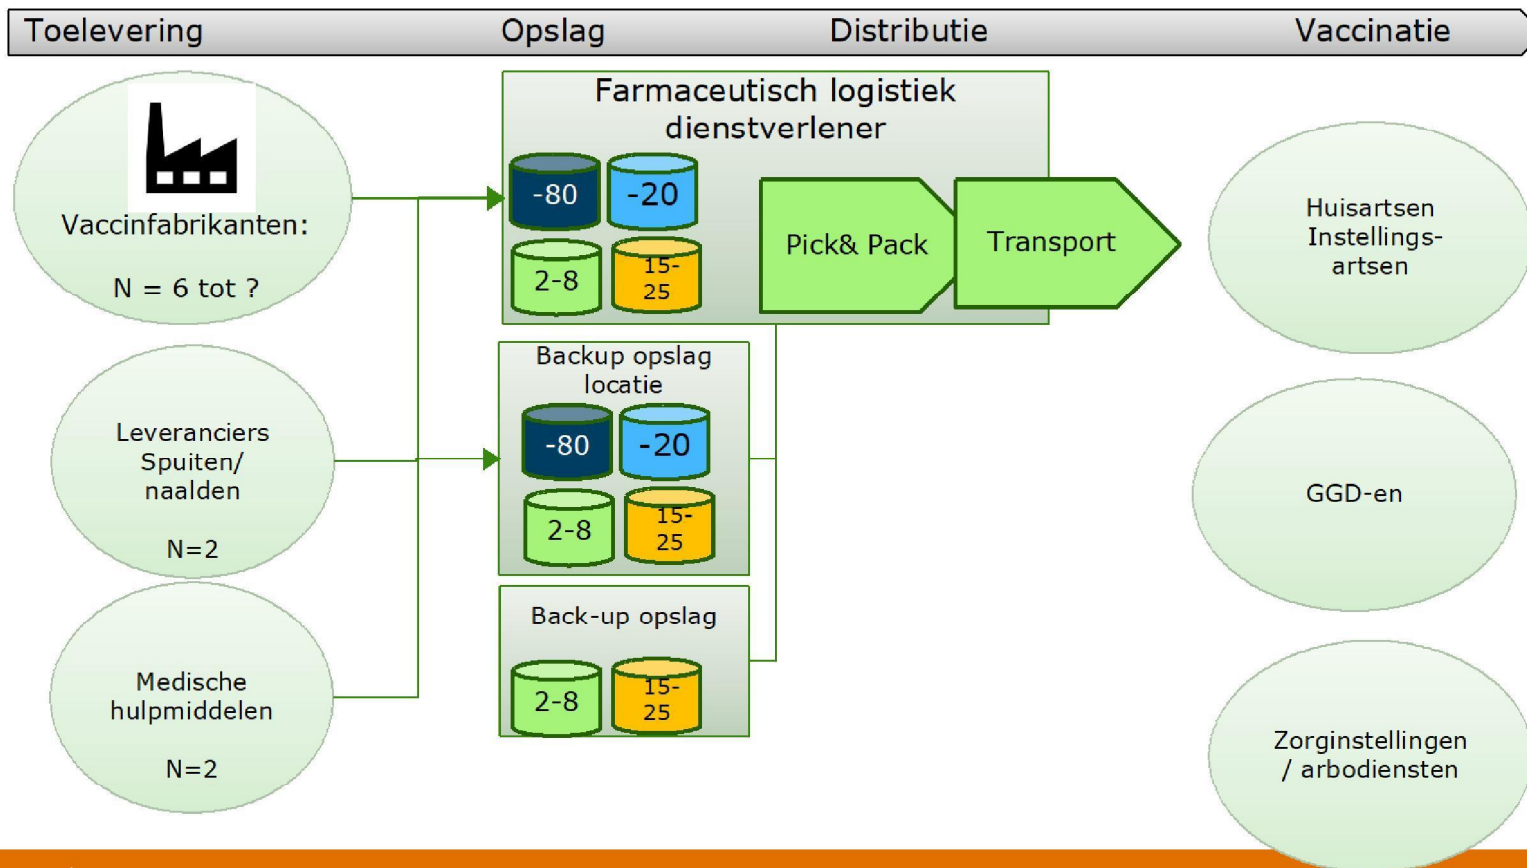 Toelevering
Opslag
Distributie
Vaccinatie
Vaccinfabrikanten:
N = 6 tot ?
Leveranciers
Spuiten/
naalden
N=2
Medische
hulpmiddelen
N=2
Farmaceutisch logistiek
dienstverlener
-80
-20
2-8
15-
25
Pick& Pack
Transport
Backup opslag
locatie
-80
-20
2-8
15-
25
Back-up opslag
2-8
15-
25
Huisartsen
Instellings-
artsen
GGD-en
Zorginstellingen
/ arbodiensten